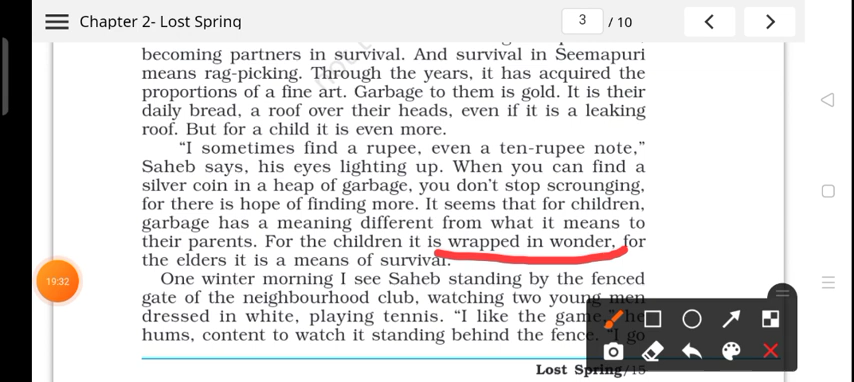 Chapter 2- Lost Spring
3 / 10
becoming partners in survival. And survival in Seemapuri
means rag-picking. Through the years, it has acquired the
proportions of a fine art. Garbage to them is gold. It is their
daily bread, a roof over their heads, even if it is a leaking
roof. But for a child it is even more.
“I sometimes find a rupee, even a ten-rupee note,”
Saheb says, his eyes lighting up. When you can find a
silver coin in a heap of garbage, you don’t stop scrounging,
for there is hope of finding more. It seems that for children,
garbage has a meaning different from what it means to
their parents. For the children it is wrapped in wonder, for
the elders it is a means of survival.
19:32
One winter morning I see Saheb standing by the fenced
gate of the neighbourhood club, watching two young men
dressed in white, playing tennis. “I like the game,” he
hums, content to watch it standing behind the fence. “I go
Lost Spring/15